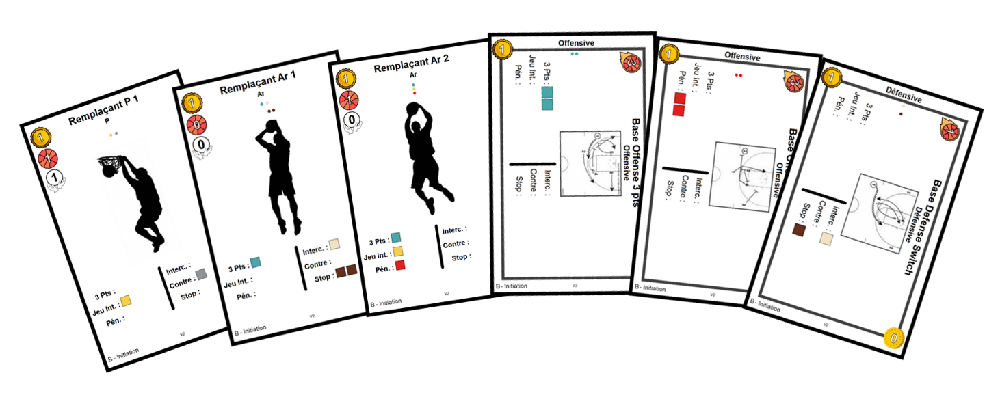 Remplaçant P 1
P
1
1
1
3 Pts :
Jeu Int. :
Pén. :
Interc. :
Contre :
Stop :
B - Initiation
V2
Remplaçant Ar 1
Ar
1
0
0
3 Pts :
Jeu Int. :
Pén. :
Interc. :
Contre :
Stop :
B - Initiation
V2
Remplaçant Ar 2
Ar
1
1
0
3 Pts :
Jeu Int. :
Pén. :
Interc. :
Contre :
Stop :
B - Initiation
V2
Offensive
1
3
Base Offense 3 pts
Offensive
3 Pts :
Jeu Int. :
Pén. :
Interc. :
Contre :
Stop :
B - Initiation
V2
Offensive
1
3
Base
Offensive
3 Pts :
Jeu Int. :
Pén. :
Interc. :
Contre :
Stop :
B - Initiation
V2
Défensive
1
Base Défense Switch
Défensive
3 Pts :
Jeu Int. :
Pén. :
Interc. :
Contre :
Stop :
B - Initiation
V2
0